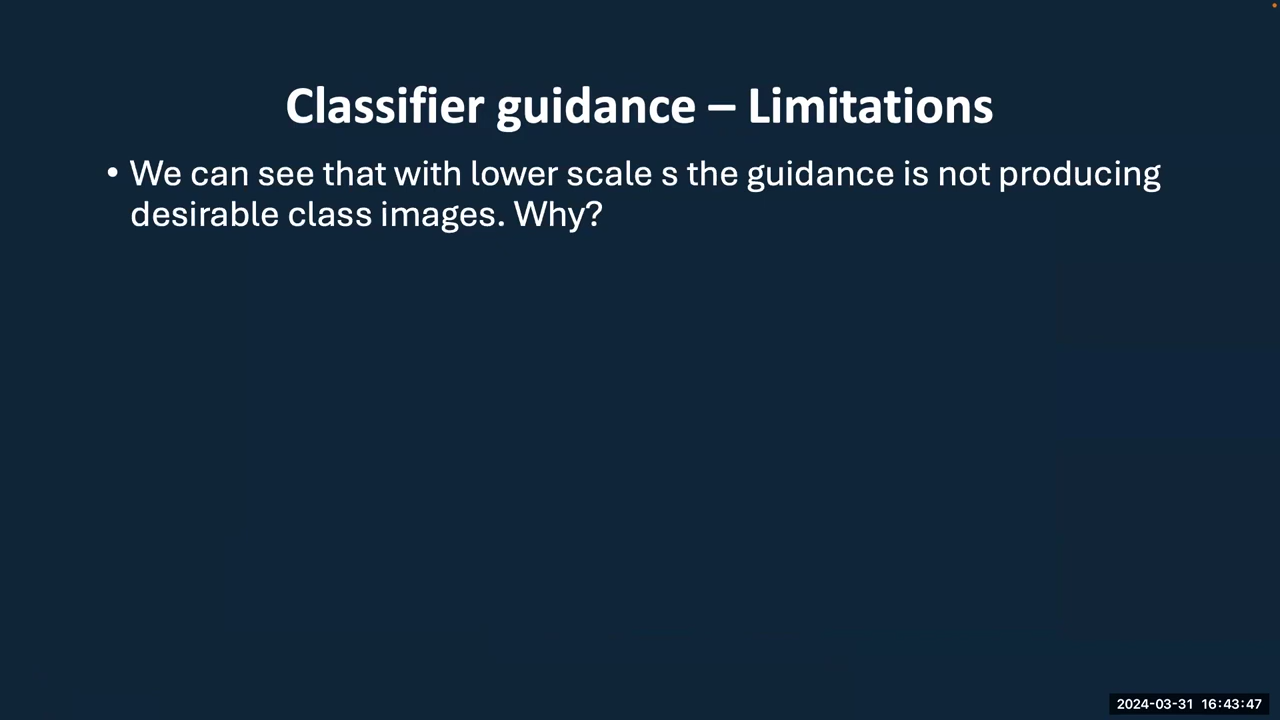 Classifier guidance – Limitations
• We can see that with lower scale s the guidance is not producing
desirable class images. Why?
2024-03-31 16:43:47